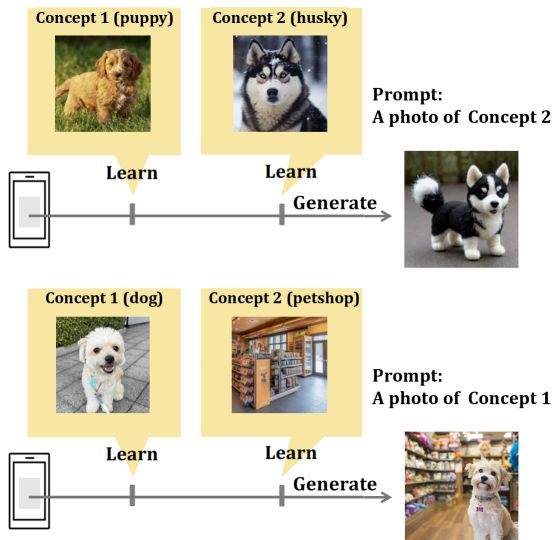 Concept 1 (puppy)
Concept 2 (husky)
Prompt:
A photo of Concept 2
Learn
Learn
Generate
Concept 1 (dog)
Concept 2 (petshop)
Prompt:
A photo of Concept 1
Learn
Learn
Generate